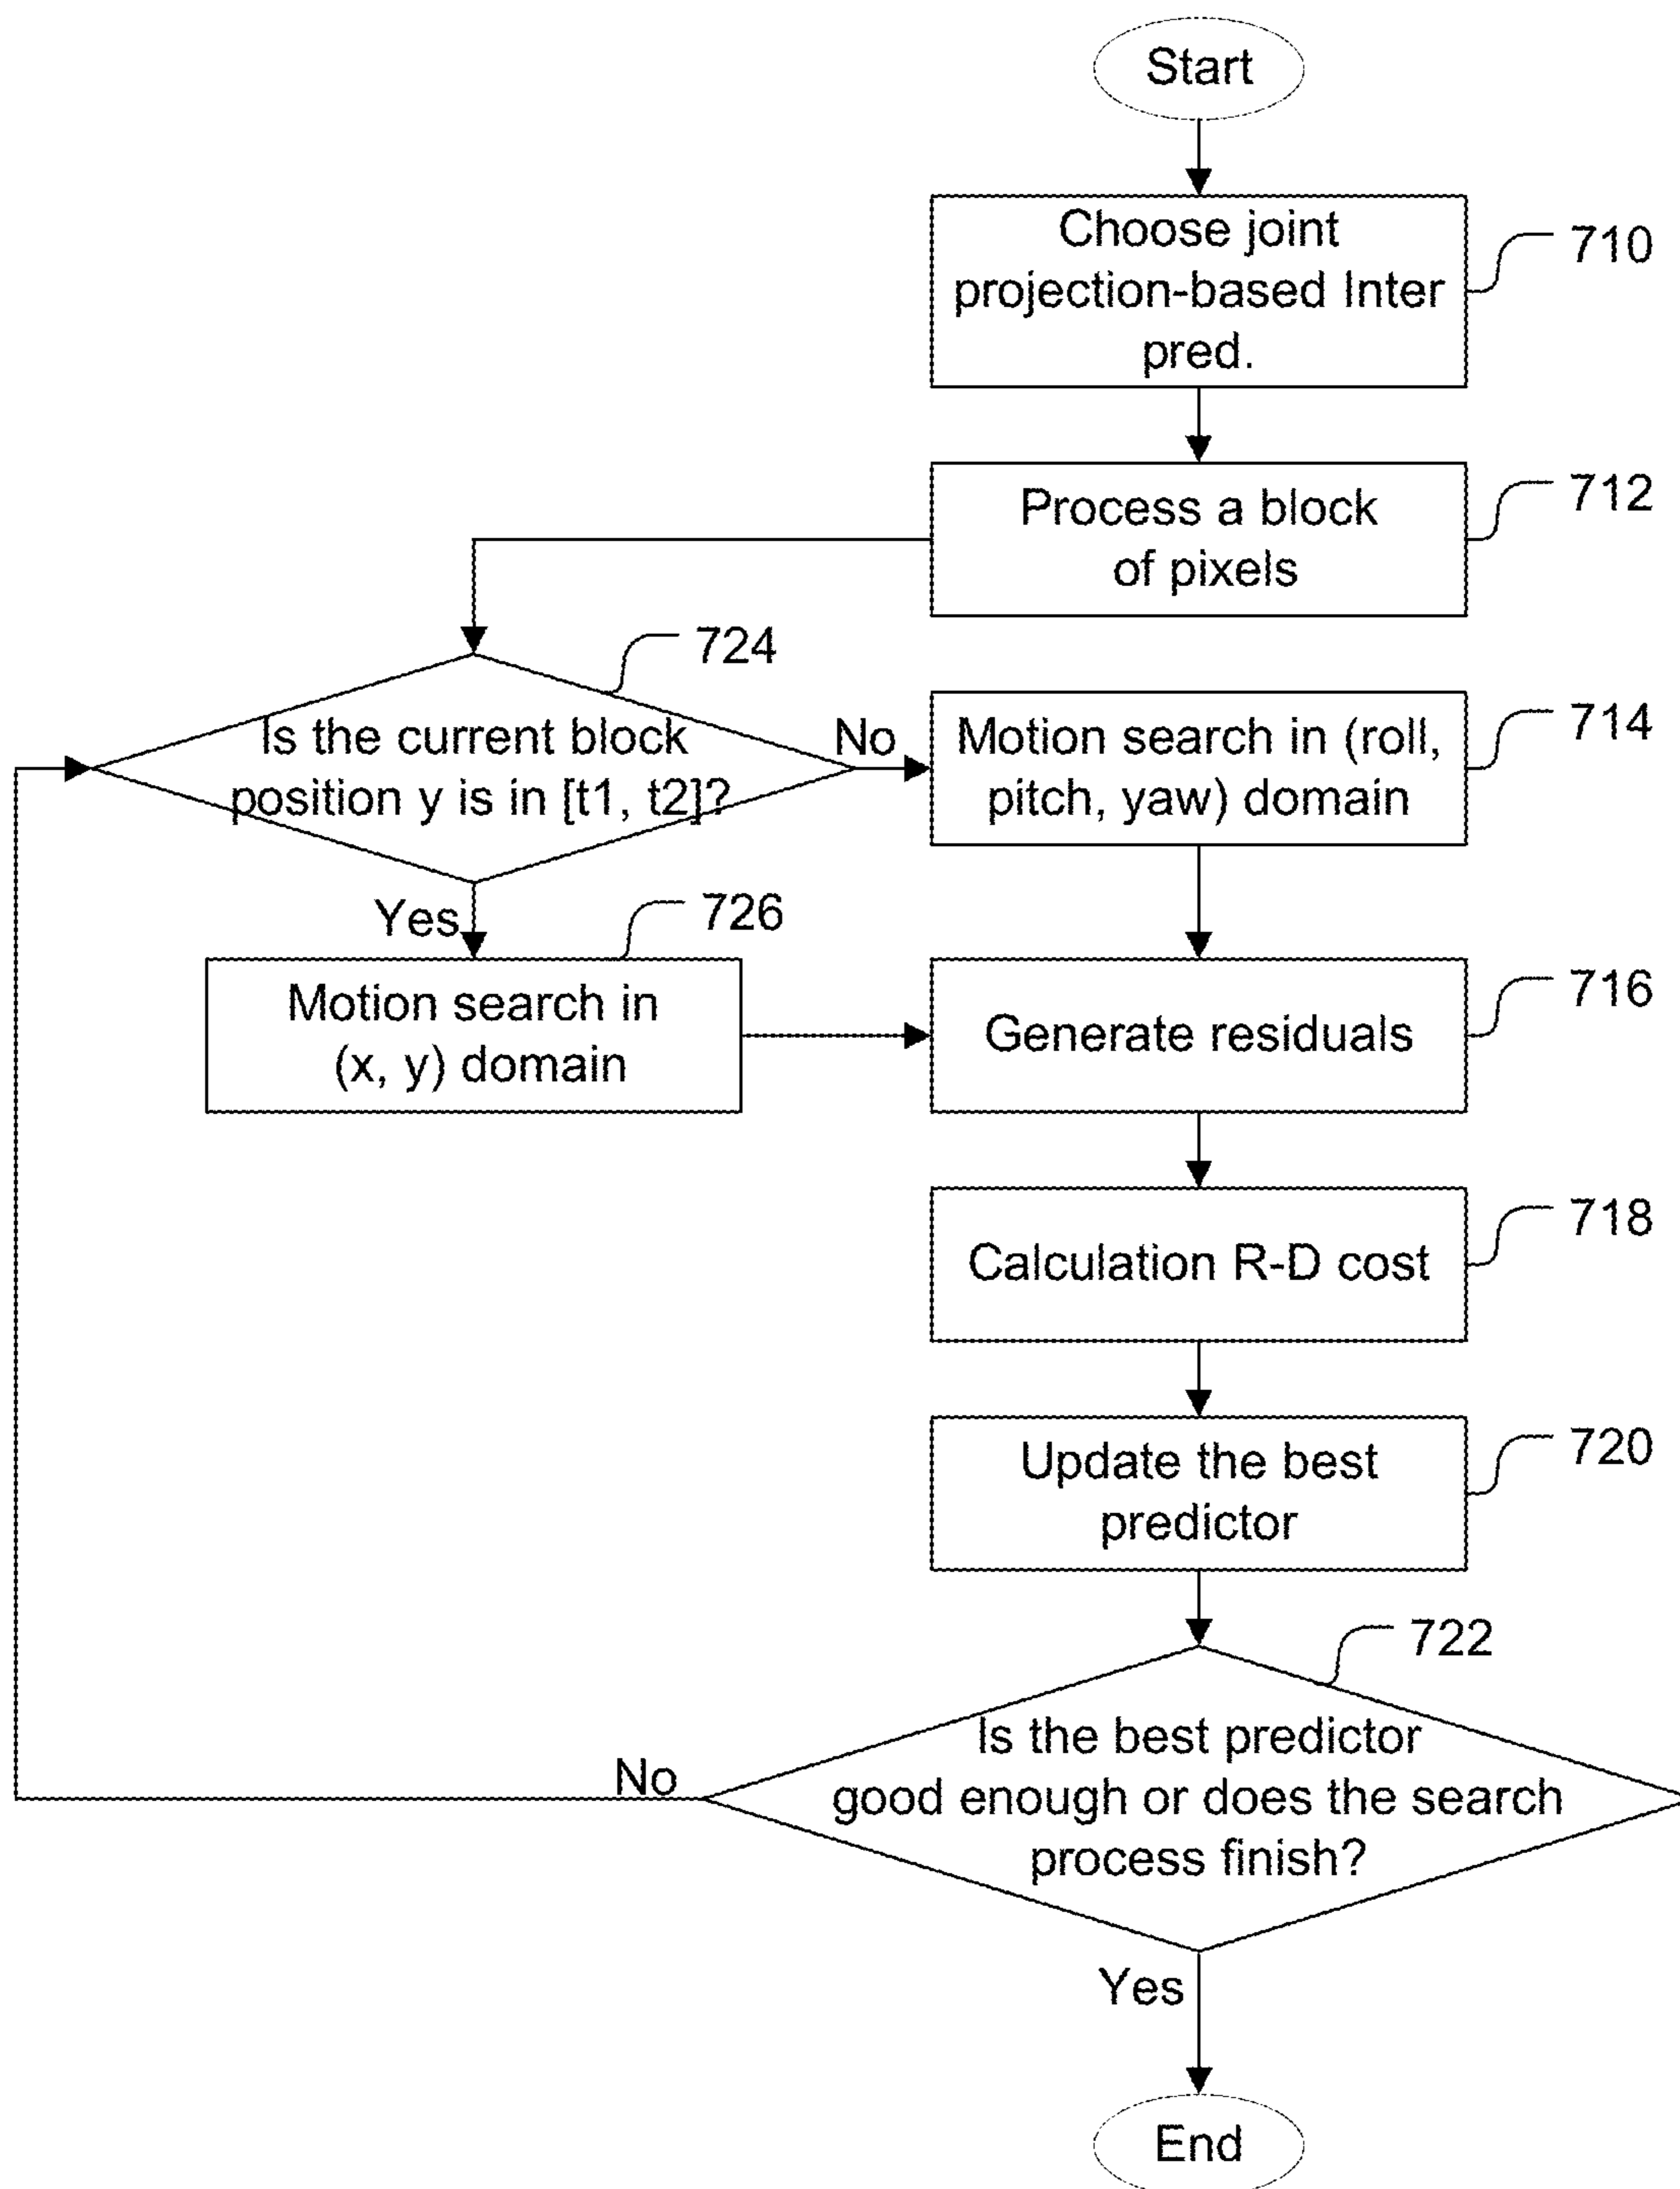 Start
Choose joint
projection-based Inter
pred.
710
Process a block
of pixels
712
724
Is the current block
position y is in [t1, t2]?
No
Motion search in (roll,
pitch, yaw) domain
714
Yes
726
Motion search in
(x, y) domain
Generate residuals
716
Calculation R-D cost
718
Update the best
predictor
720
722
Is the best predictor
good enough or does the search
process finish?
No
Yes
End